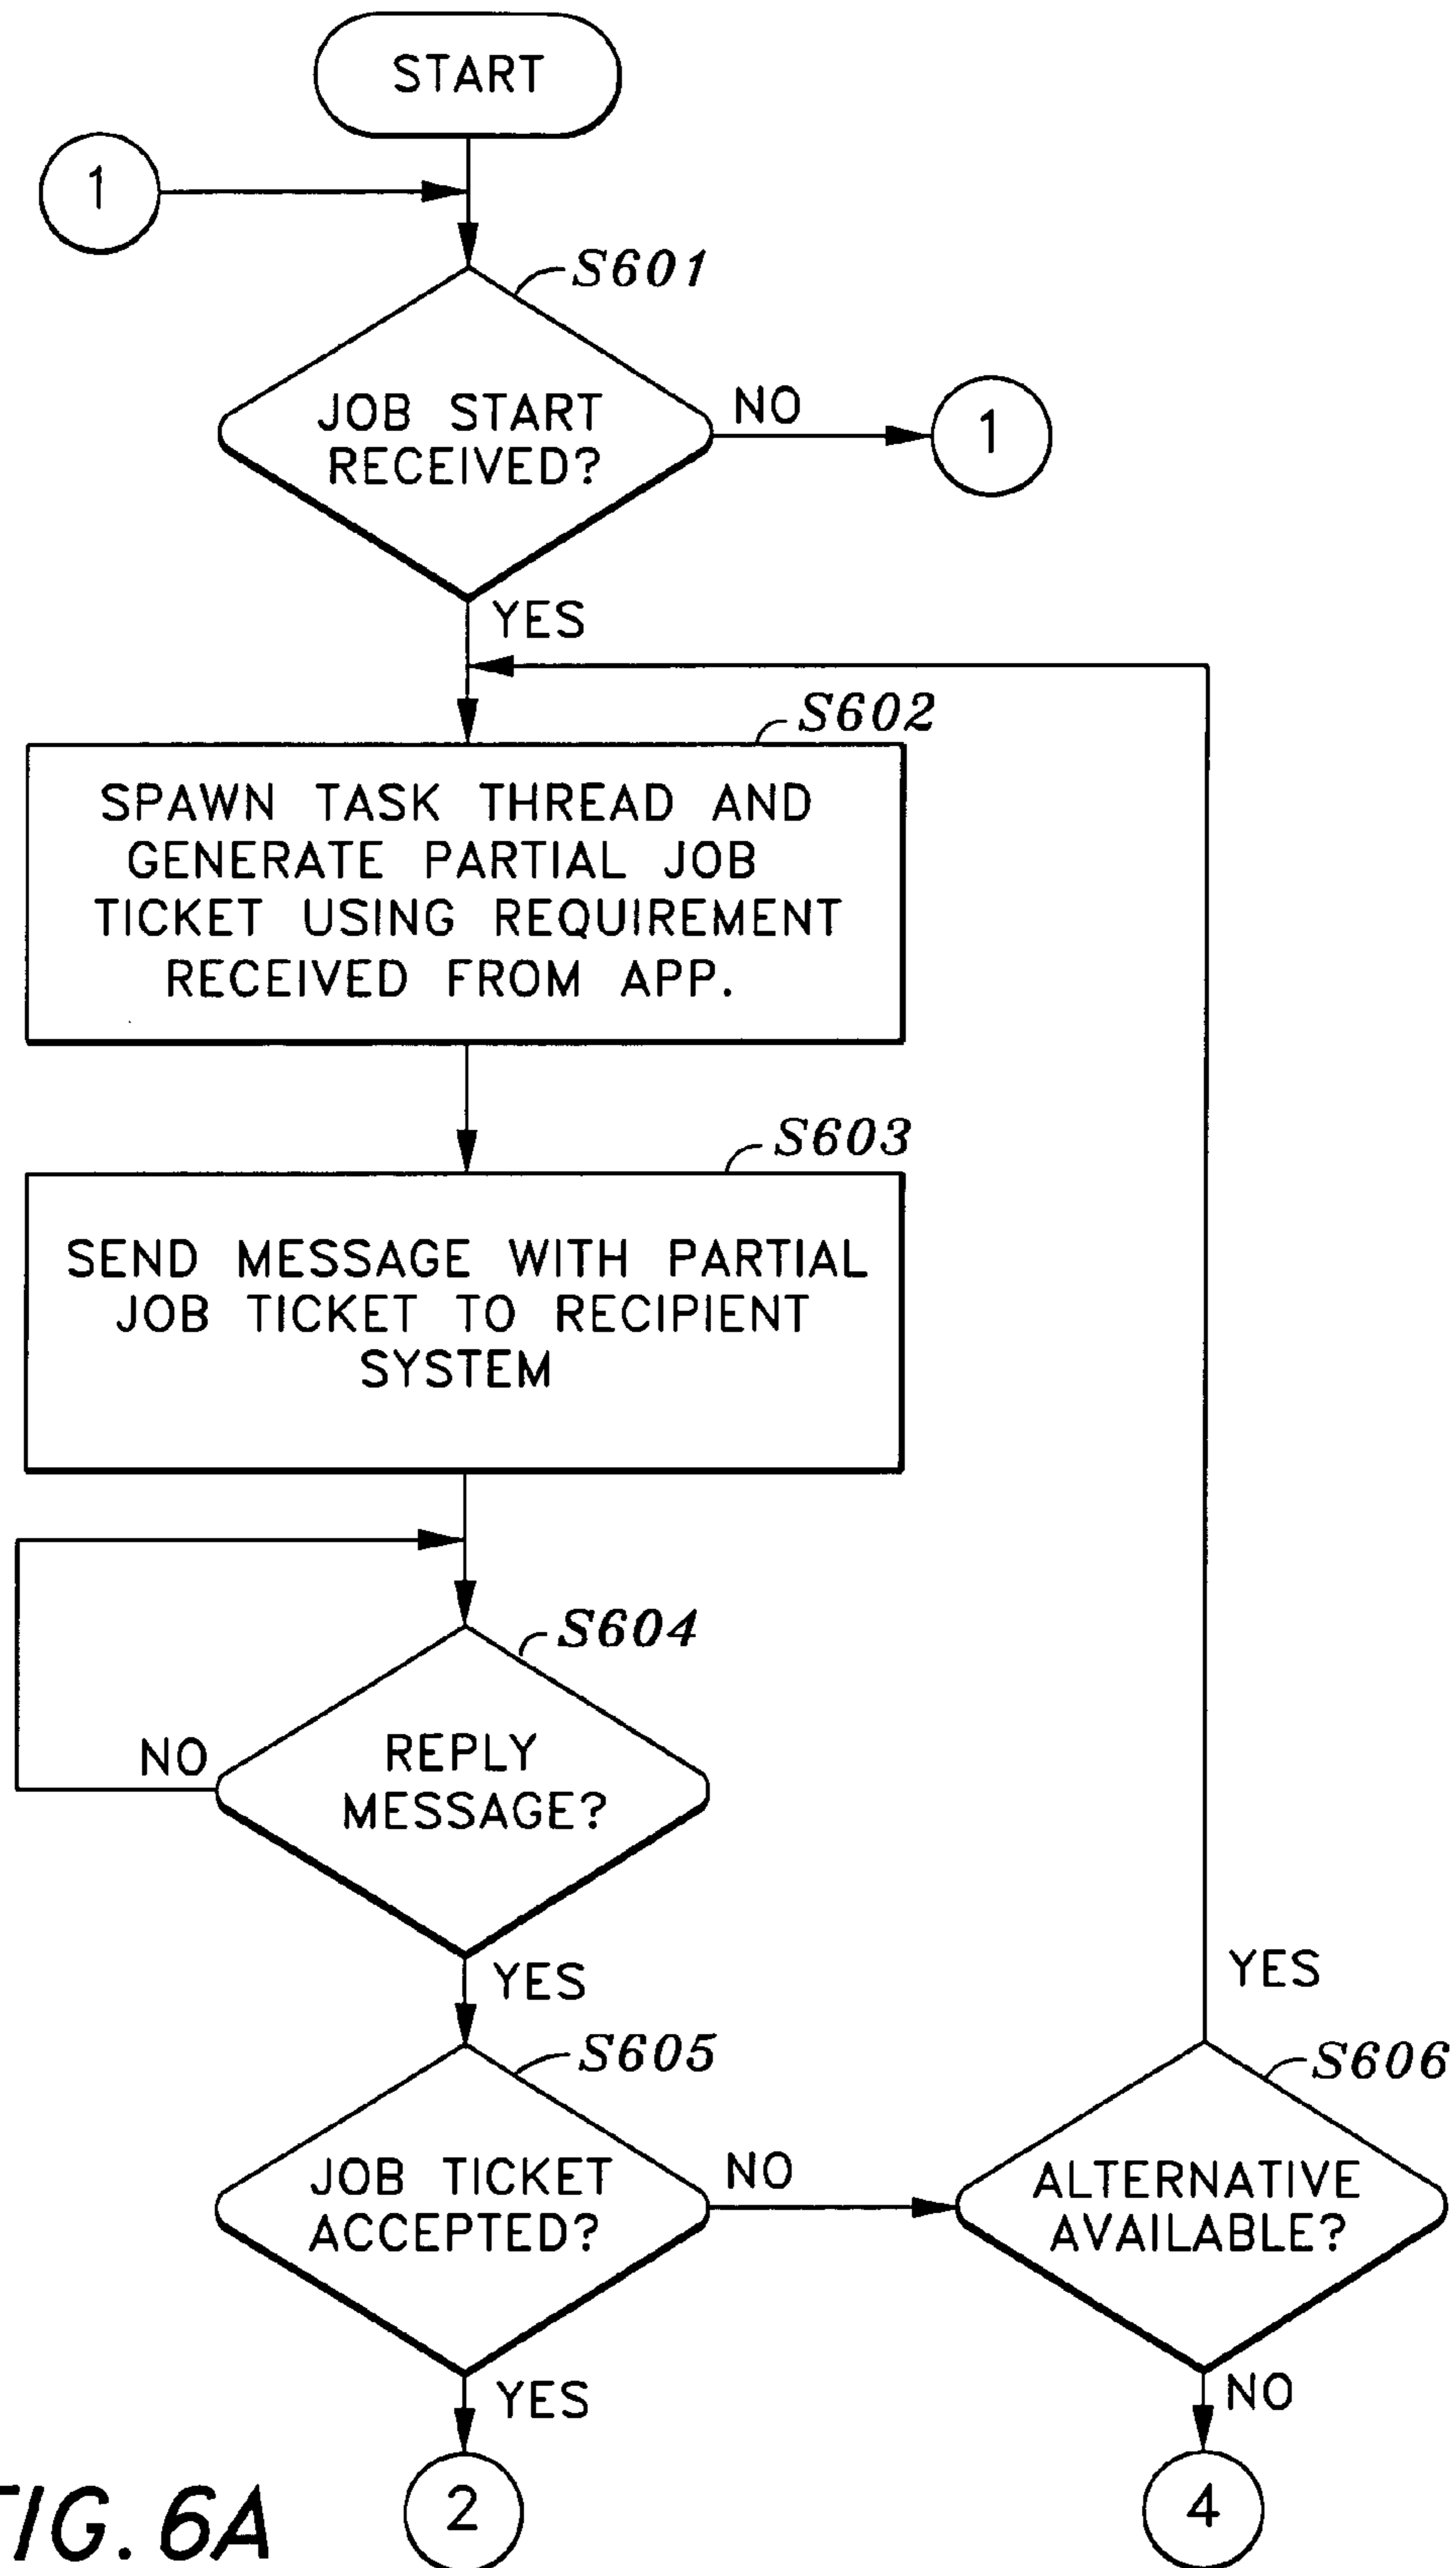 START
1
S601
JOB START
RECEIVED?
NO
1
YES
S602
SPAWN TASK THREAD AND
GENERATE PARTIAL JOB
TICKET USING REQUIREMENT
RECEIVED FROM APP.
S603
SEND MESSAGE WITH PARTIAL
JOB TICKET TO RECIPIENT
SYSTEM
S604
REPLY
MESSAGE?
NO
YES
S605
JOB TICKET
ACCEPTED?
NO
YES
S606
ALTERNATIVE
AVAILABLE?
YES
NO
2
4
FIG. 6A